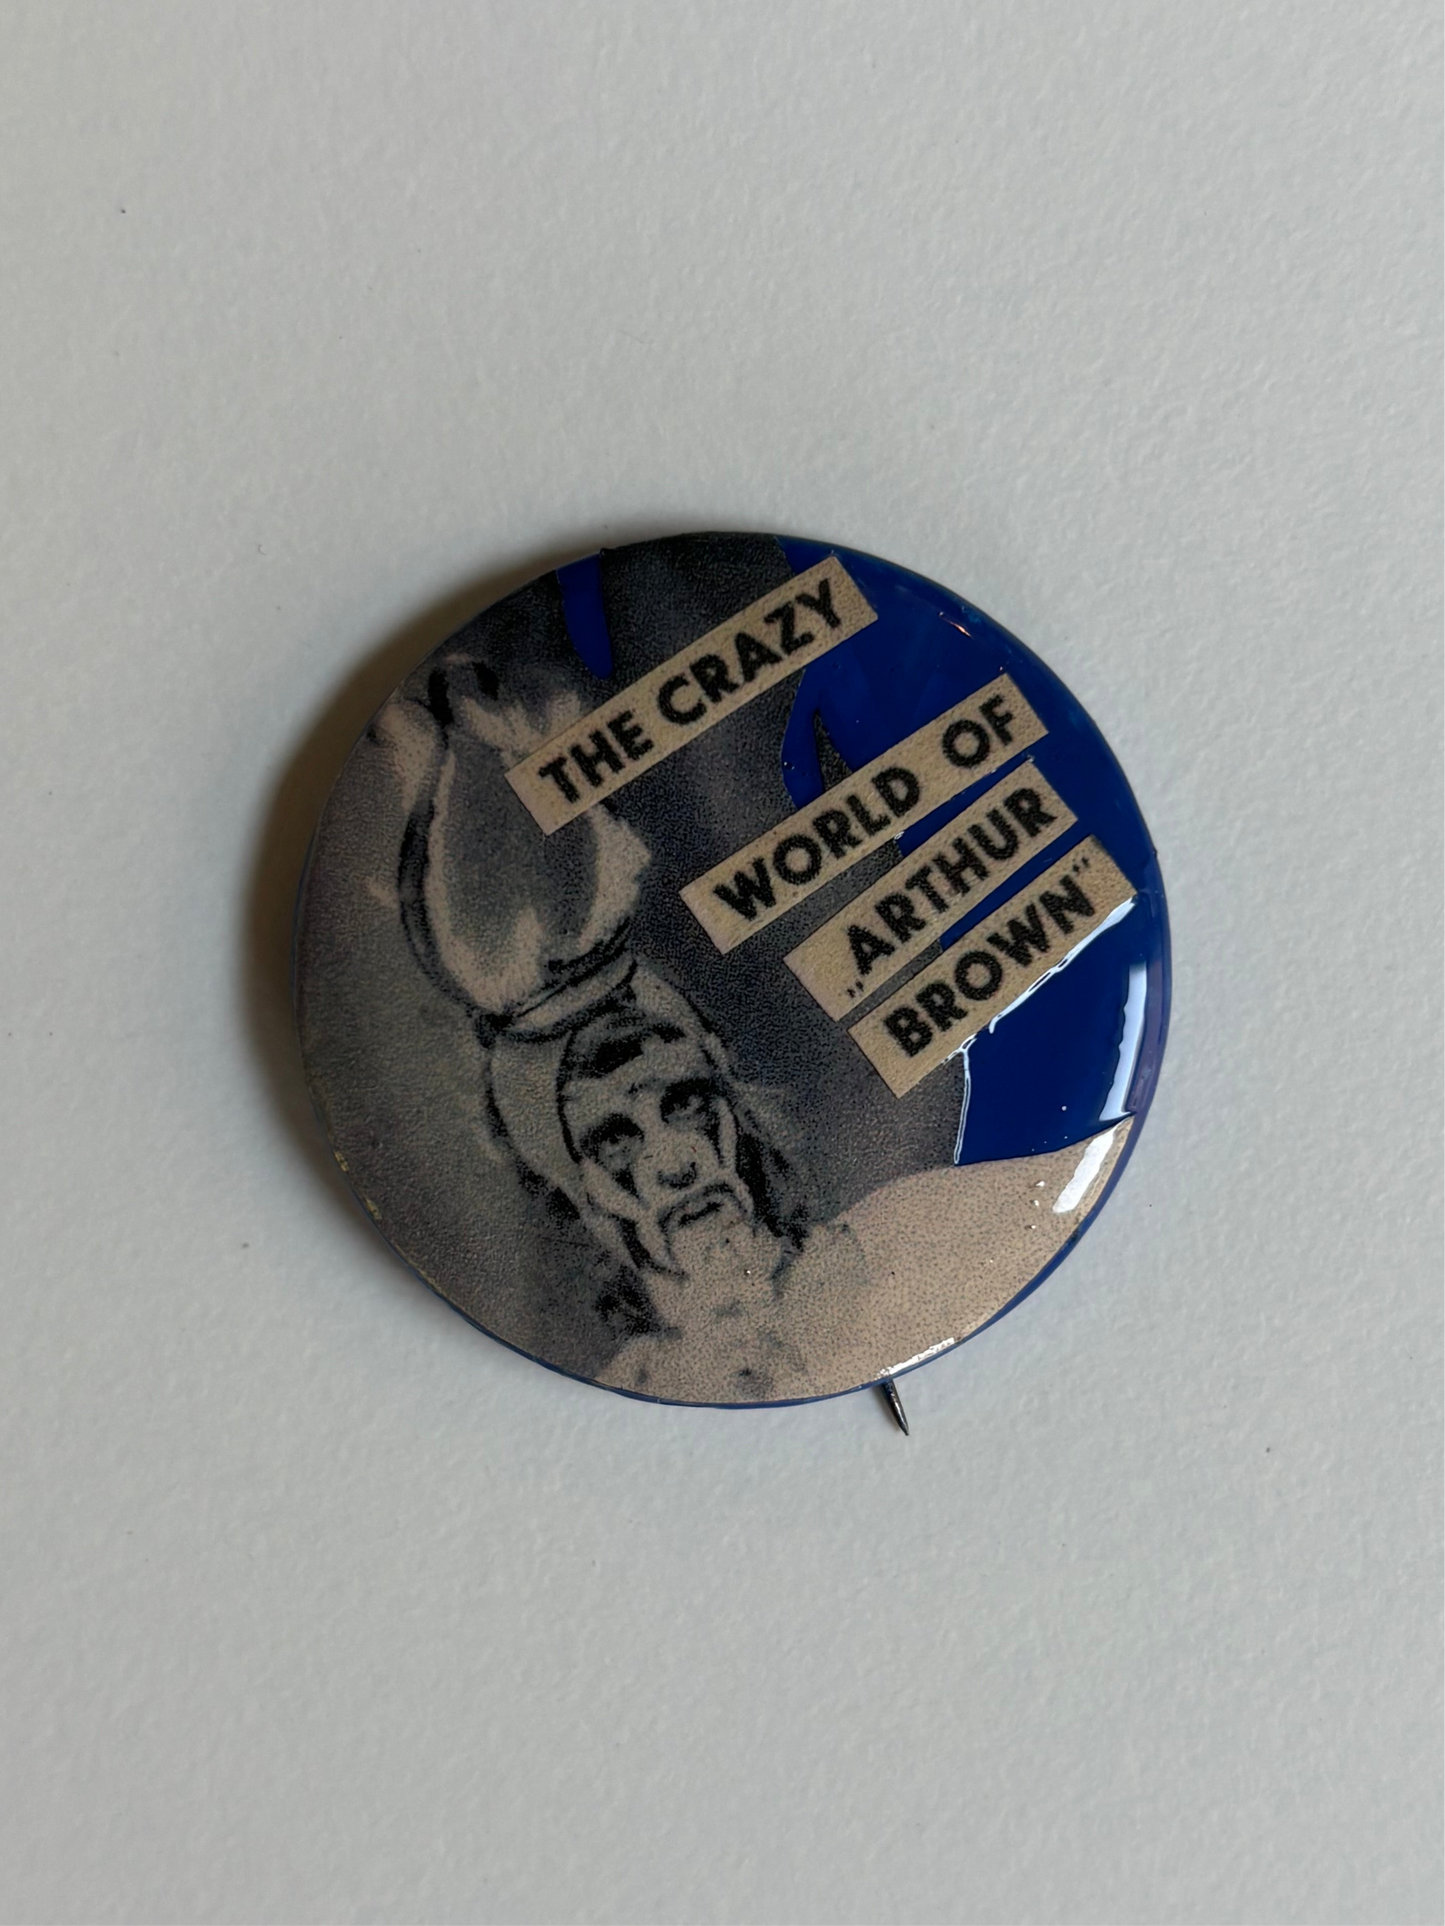 THE CRAZY
WORLD OF
„ARTHUR
BROWN"